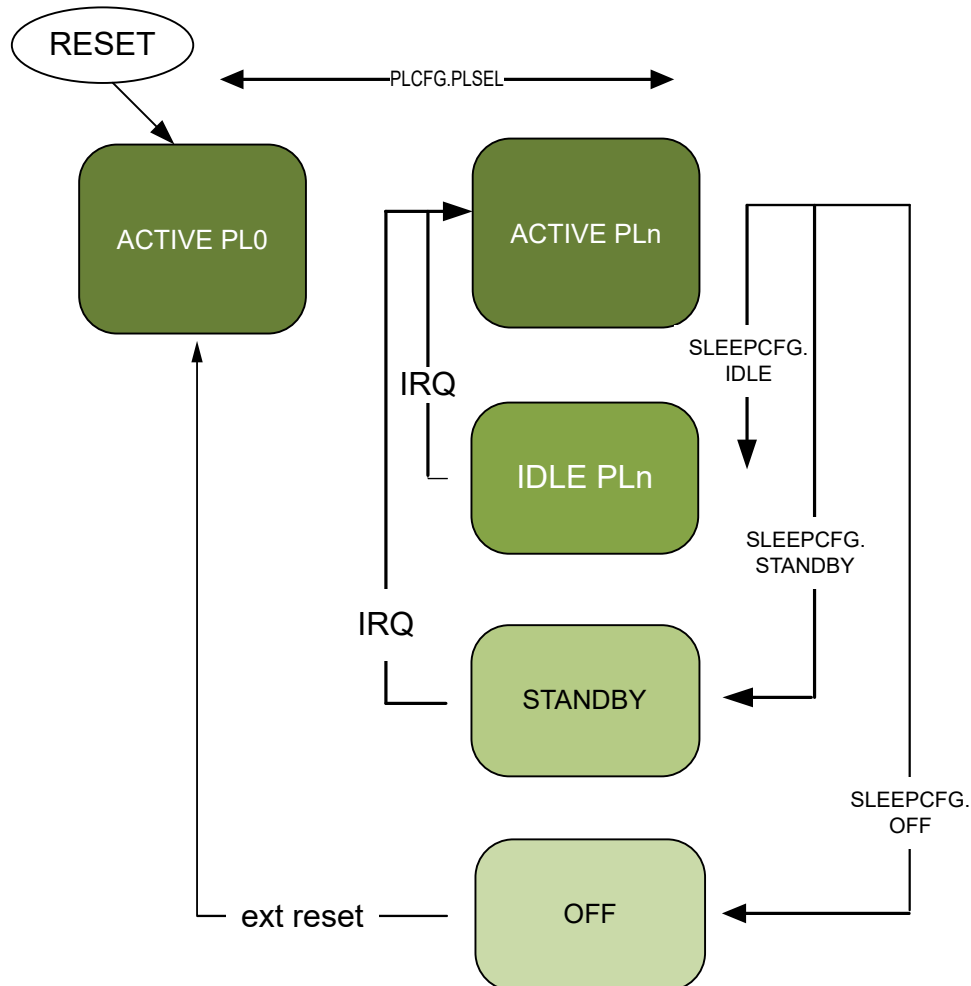 RESET
PLCFG.PLSEL
ACTIVE PL0
ACTIVE PLn
SLEEPCFG.
IDLE
IRQ
IDLE PLn
SLEEPCFG.
STANDBY
IRQ
STANDBY
SLEEPCFG.
OFF
ext reset
OFF